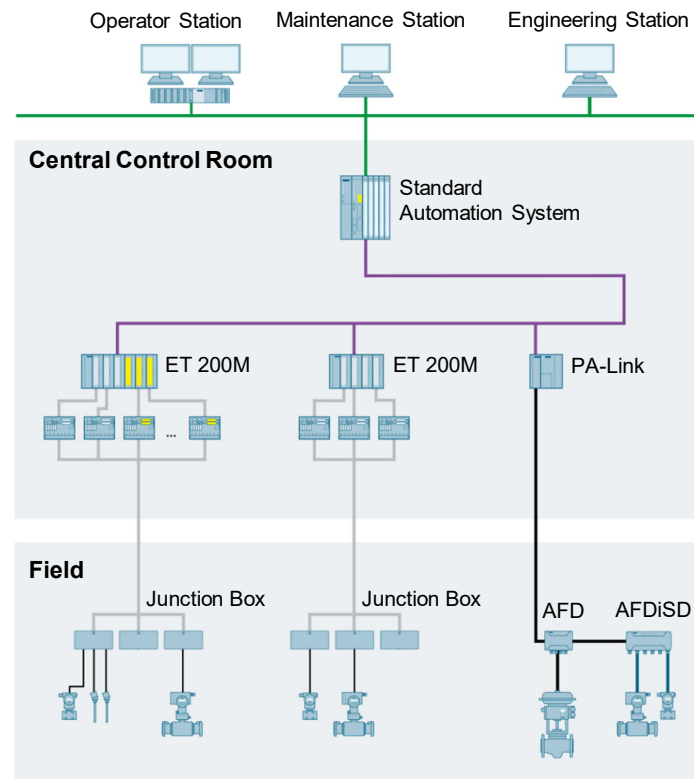 Operator Station
Maintenance Station
Engineering Station
Central Control Room
Standard
Automation System
ET 200M
ET 200M
PA-Link
...
Field
Junction Box
Junction Box
AFD
AFDiSD